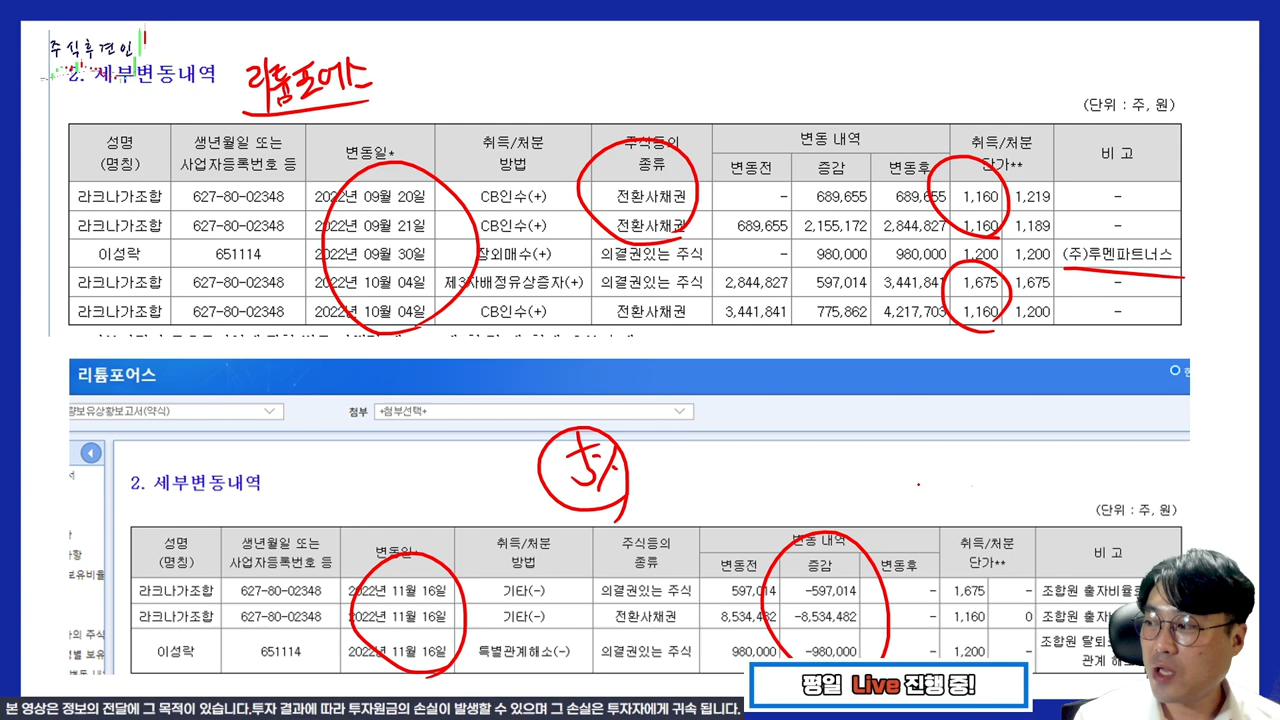 주식후견인
2. 세부변동내역
리튬포어스
(단위 : 주, 원)
성명 (명칭) 생년월일 또는 사업자등록번호 등 변동일* 취득/처분 방법 주식등의 종류 변동 내역 취득/처분 단가** 비 고
변동전 증감 변동후
라크나가조합 627-80-02348 2022년 09월 20일 CB인수(+) 전환사채권 - 689,655 689,655 1,160 1,219 -
라크나가조합 627-80-02348 2022년 09월 21일 CB인수(+) 전환사채권 689,655 2,155,172 2,844,827 1,160 1,189 -
이성락 651114 2022년 09월 30일 장외매수(+) 의결권있는 주식 - 980,000 980,000 1,200 1,200 (주)루멘파트너스
라크나가조합 627-80-02348 2022년 10월 04일 제3자배정유상증자(+) 의결권있는 주식 2,844,827 597,014 3,441,841 1,675 1,675 -
라크나가조합 627-80-02348 2022년 10월 04일 CB인수(+) 전환사채권 3,441,841 775,862 4,217,703 1,160 1,200 -
리튬포어스
량보유상황보고서(약식) 첨부 +첨부선택+
5%
2. 세부변동내역
(단위 : 주, 원)
성명 (명칭) 생년월일 또는 사업자등록번호 등 변동일* 취득/처분 방법 주식등의 종류 변동 내역 취득/처분 단가** 비 고
변동전 증감 변동후
라크나가조합 627-80-02348 2022년 11월 16일 기타(-) 의결권있는 주식 597,014 -597,014 - 1,675 - 조합원 출자비율로
라크나가조합 627-80-02348 2022년 11월 16일 기타(-) 전환사채권 8,534,482 -8,534,482 - 1,160 0 조합원 출자비율
이성락 651114 2022년 11월 16일 특별관계해소(-) 의결권있는 주식 980,000 -980,000 - 1,200 - 조합원 탈퇴 관계 해
평일 Live 진행 중!
본 영상은 정보의 전달에 그 목적이 있습니다.투자 결과에 따라 투자원금의 손실이 발생할 수 있으며 그 손실은 투자자에게 귀속 됩니다.